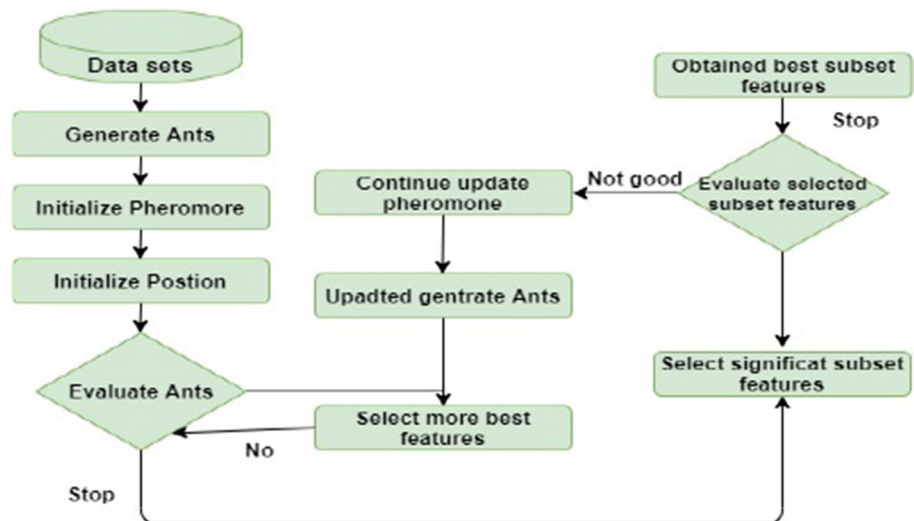 Data sets
Generate Ants
Initialize Pheromore
Initialize Postion
Evaluate Ants
Stop
No
Continue update
pheromone
Upadted gentrate Ants
Select more best
features
Not good
Obtained best subset
features
Stop
Evaluate selected
subset features
Select significat subset
features